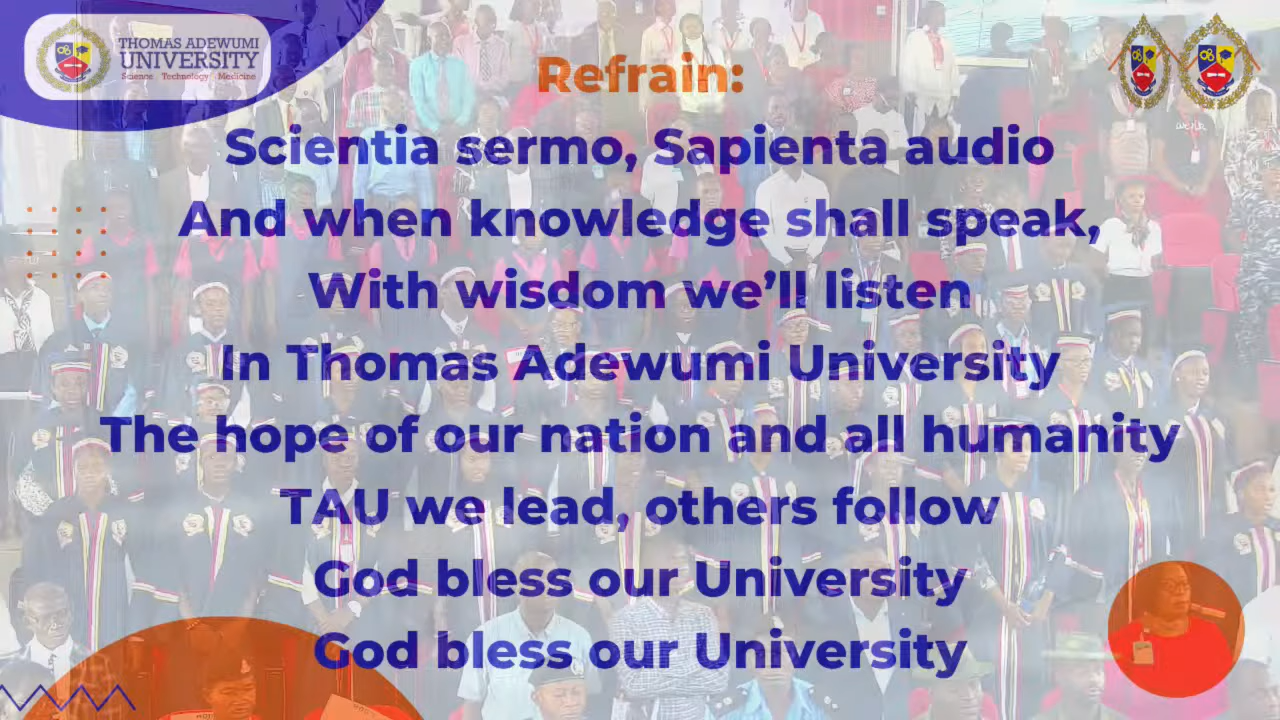 THOMAS ADEWUMI
UNIVERSITY
Science Technology Medicine
Refrain:
Scientia sermo, Sapienta audio
And when knowledge shall speak,
With wisdom we’ll listen
In Thomas Adewumi University
The hope of our nation and all humanity
TAU we lead, others follow
God bless our University
God bless our University